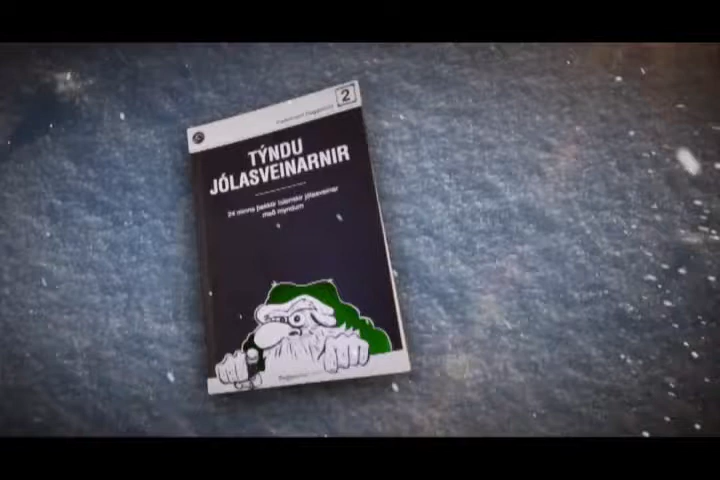 2
TÝNDU
JÓLASVEINARNIR
24 minna þekktir íslenskir jólasveinar
með myndum